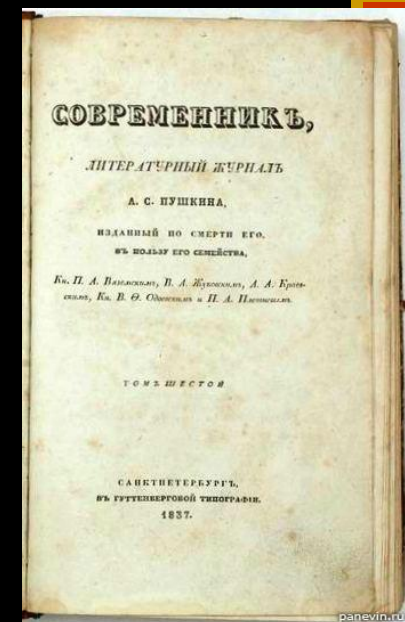 СОВРЕМЕННИКЪ,
ЛИТЕРАТУРНЫЙ ЖУРНАЛЪ
А. С. ПУШКИНА,
ИЗДАННЫЙ ПО СМЕРТИ ЕГО,
ВЪ ПОЛЬЗУ ЕГО СЕМЕЙСТВА,
Кн. П. А. Вяземскимъ, В. А. Жуковскимъ, А. А. Краев-
скимъ, Кн. В. Ѳ. Одоевскимъ и П. А. Плетневымъ.
ТОМЪ ШЕСТОЙ
САНКТПЕТЕРБУРГЪ,
ВЪ ГУТТЕНБЕРГОВОЙ ТИПОГРАФІИ.
1837.
panevin.ru